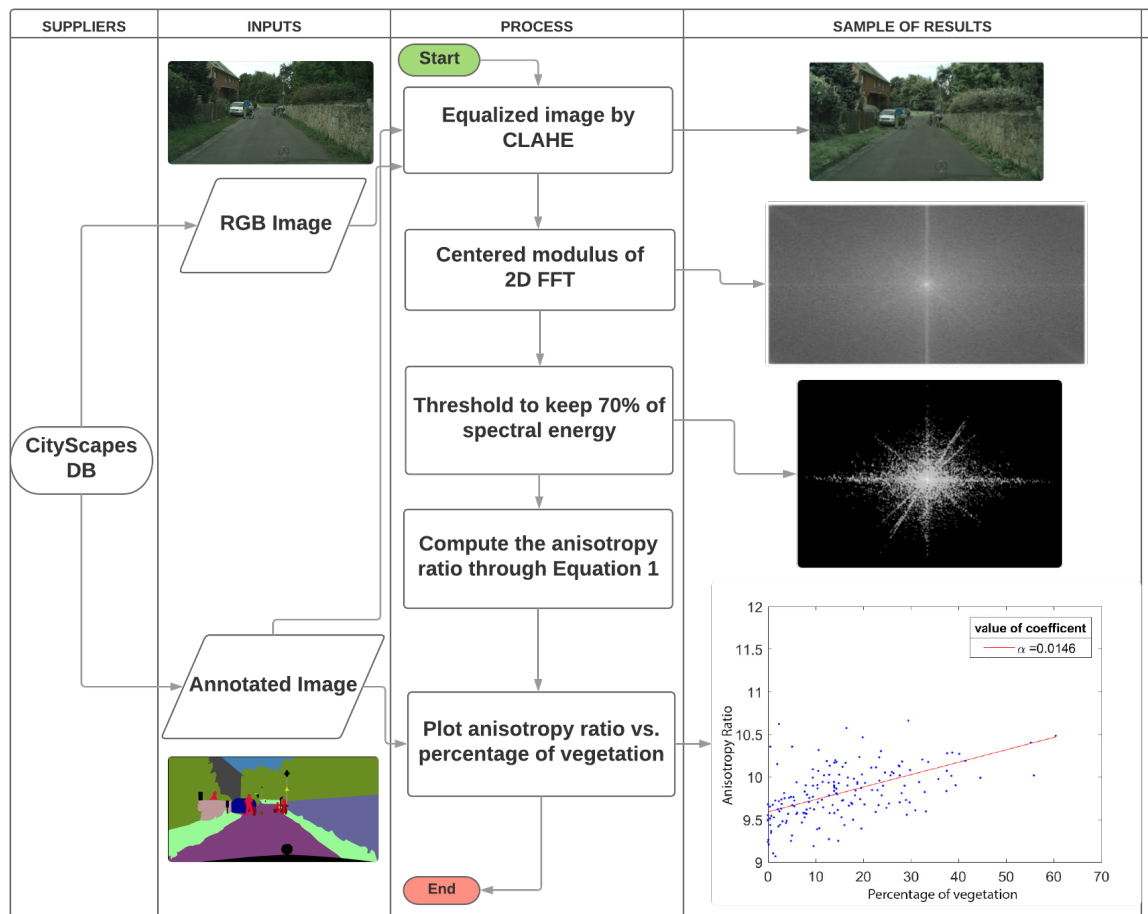 SUPPLIERS
INPUTS
PROCESS
SAMPLE OF RESULTS
Start
Equalized image by
CLAHE
RGB Image
Centered modulus of
2D FFT
Threshold to keep 70% of
spectral energy
CityScapes
DB
Compute the anisotropy
ratio through Equation 1
Annotated Image
Plot anisotropy ratio vs.
percentage of vegetation
End
value of coefficent
α =0.0146
Anisotropy Ratio
12
11.5
11
10.5
10
9.5
9
0 10 20 30 40 50 60 70
Percentage of vegetation